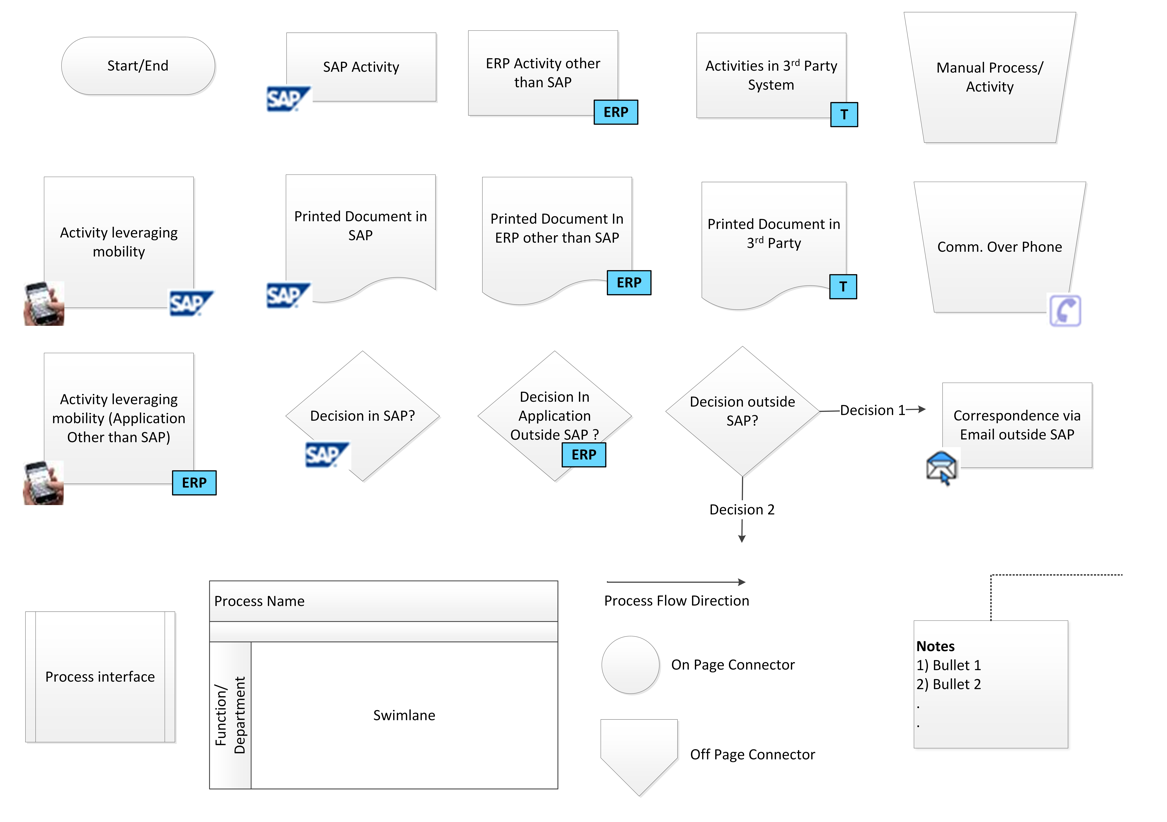 Start/End
SAP Activity
SAP
ERP Activity other
than SAP
ERP
Activities in 3rd Party
System
T
Manual Process/
Activity
Activity leveraging
mobility
SAP
Printed Document in
SAP
SAP
Printed Document In
ERP other than SAP
ERP
Printed Document in
3rd Party
T
Comm. Over Phone
Activity leveraging
mobility (Application
Other than SAP)
ERP
Decision in SAP?
SAP
Decision In
Application
Outside SAP ?
ERP
Decision outside
SAP?
Decision 1
Decision 2
Correspondence via
Email outside SAP
Process interface
Process Name
Function/
Department
Swimlane
Process Flow Direction
On Page Connector
Off Page Connector
Notes
1) Bullet 1
2) Bullet 2
.
.